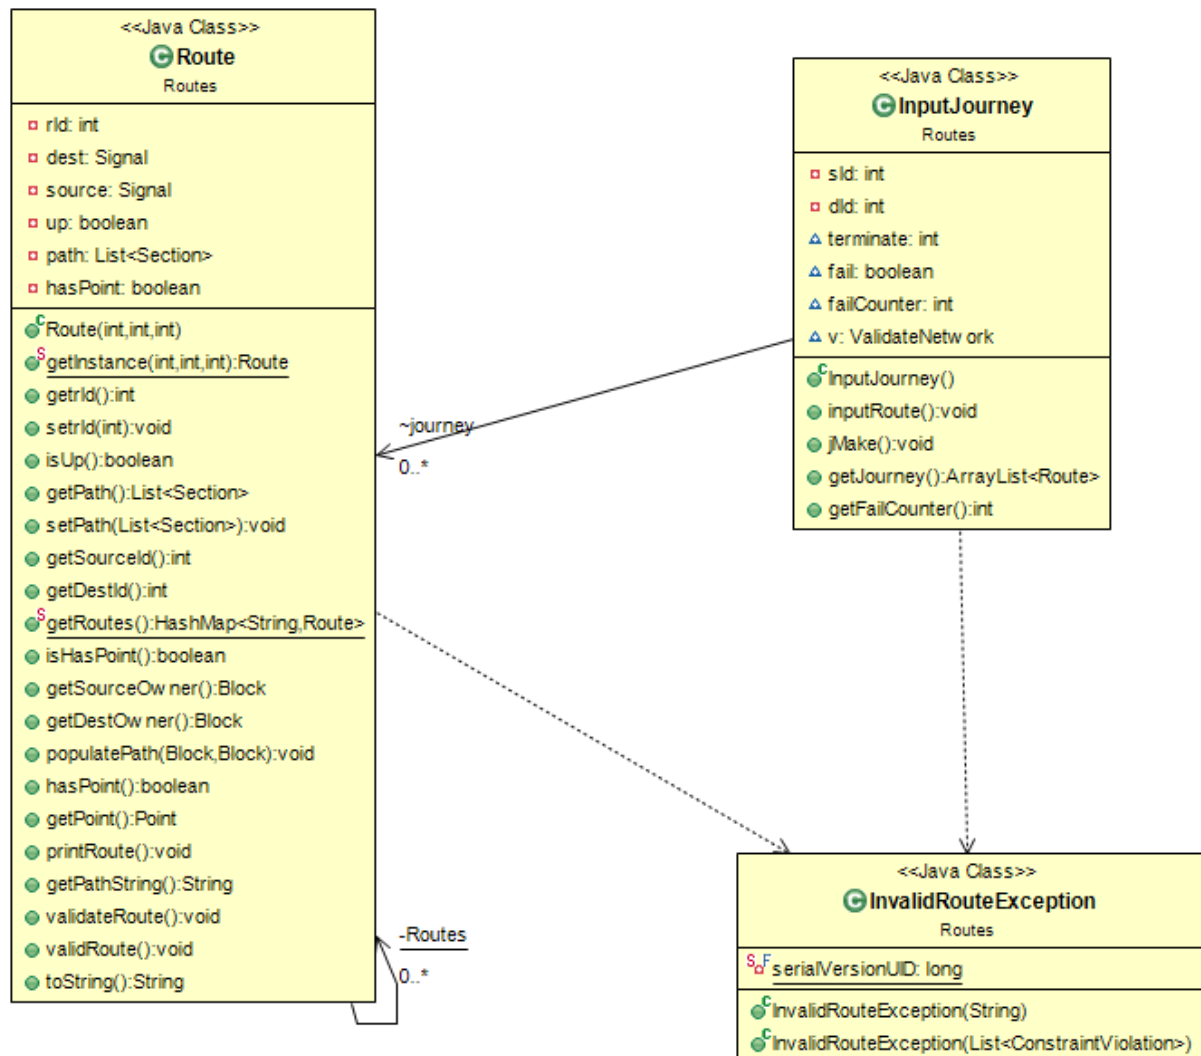 <<Java Class>>
C Route
Routes
rId: int
dest: Signal
source: Signal
up: boolean
path: List<Section>
hasPoint: boolean
C Route(int,int,int)
S getInstance(int,int,int):Route
getrId():int
setrId(int):void
isUp():boolean
getPath():List<Section>
setPath(List<Section>):void
getSourceId():int
getDestId():int
S getRoutes():HashMap<String,Route>
isHasPoint():boolean
getSourceOwner():Block
getDestOwner():Block
populatePath(Block,Block):void
hasPoint():boolean
getPoint():Point
printRoute():void
getPathString():String
validateRoute():void
validRoute():void
toString():String
~journey
0..*
-Routes
0..*
<<Java Class>>
C InputJourney
Routes
sId: int
dId: int
terminate: int
fail: boolean
failCounter: int
v: ValidateNetwork
C InputJourney()
inputRoute():void
jMake():void
getJourney():ArrayList<Route>
getFailCounter():int
<<Java Class>>
C InvalidRouteException
Routes
S F serialVersionUID: long
C InvalidRouteException(String)
C InvalidRouteException(List<ConstraintViolation>)